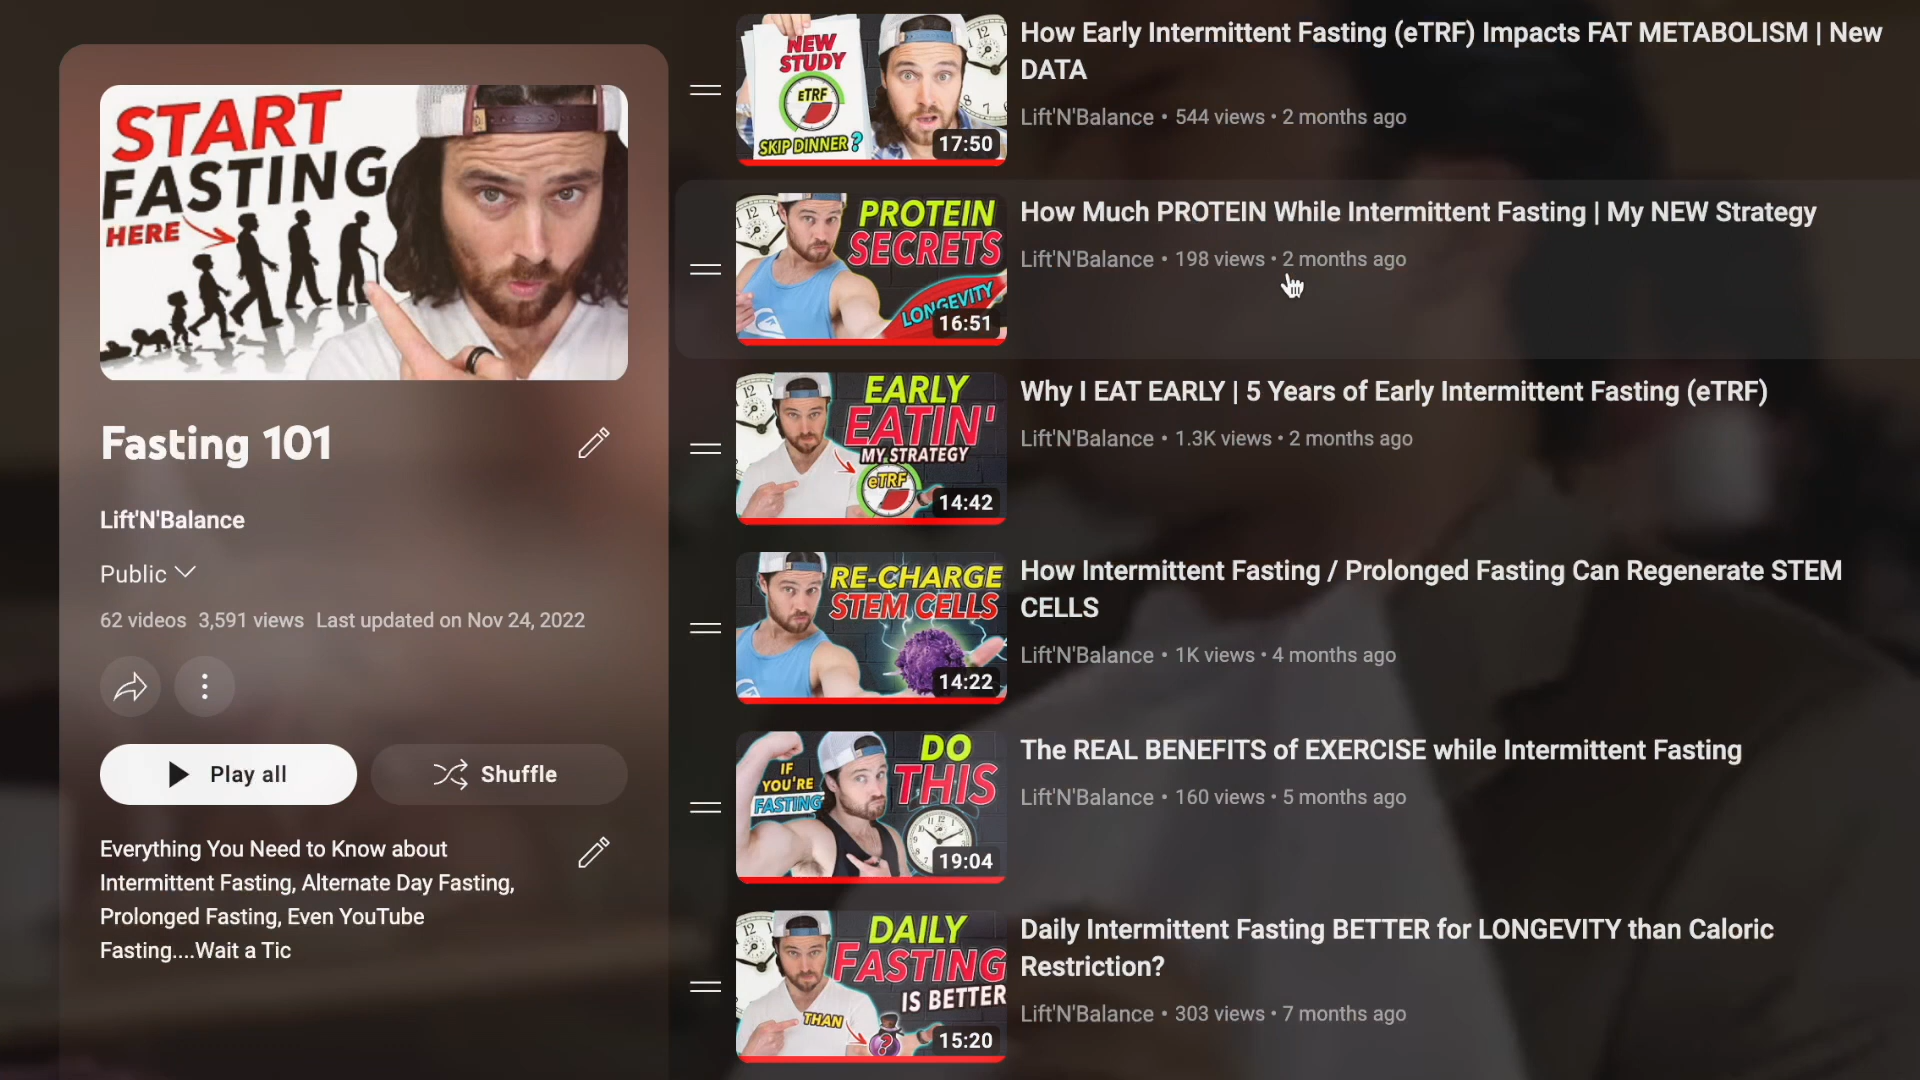 START
FASTING
HERE
Fasting 101
Lift'N'Balance
Public
62 videos 3,591 views Last updated on Nov 24, 2022
Play all
Shuffle
Everything You Need to Know about
Intermittent Fasting, Alternate Day Fasting,
Prolonged Fasting, Even YouTube
Fasting....Wait a Tic
NEW
STUDY
eTRF
SKIP DINNER?
17:50
How Early Intermittent Fasting (eTRF) Impacts FAT METABOLISM | New
DATA
Lift'N'Balance • 544 views • 2 months ago
PROTEIN
SECRETS
LONGEVITY
16:51
How Much PROTEIN While Intermittent Fasting | My NEW Strategy
Lift'N'Balance • 198 views • 2 months ago
EARLY
EATIN'
MY STRATEGY
eTRF
14:42
Why I EAT EARLY | 5 Years of Early Intermittent Fasting (eTRF)
Lift'N'Balance • 1.3K views • 2 months ago
RE-CHARGE
STEM CELLS
14:22
How Intermittent Fasting / Prolonged Fasting Can Regenerate STEM
CELLS
Lift'N'Balance • 1K views • 4 months ago
DO
THIS
IF
YOU'RE
FASTING
19:04
The REAL BENEFITS of EXERCISE while Intermittent Fasting
Lift'N'Balance • 160 views • 5 months ago
DAILY
FASTING
IS BETTER
THAN
?
15:20
Daily Intermittent Fasting BETTER for LONGEVITY than Caloric
Restriction?
Lift'N'Balance • 303 views • 7 months ago